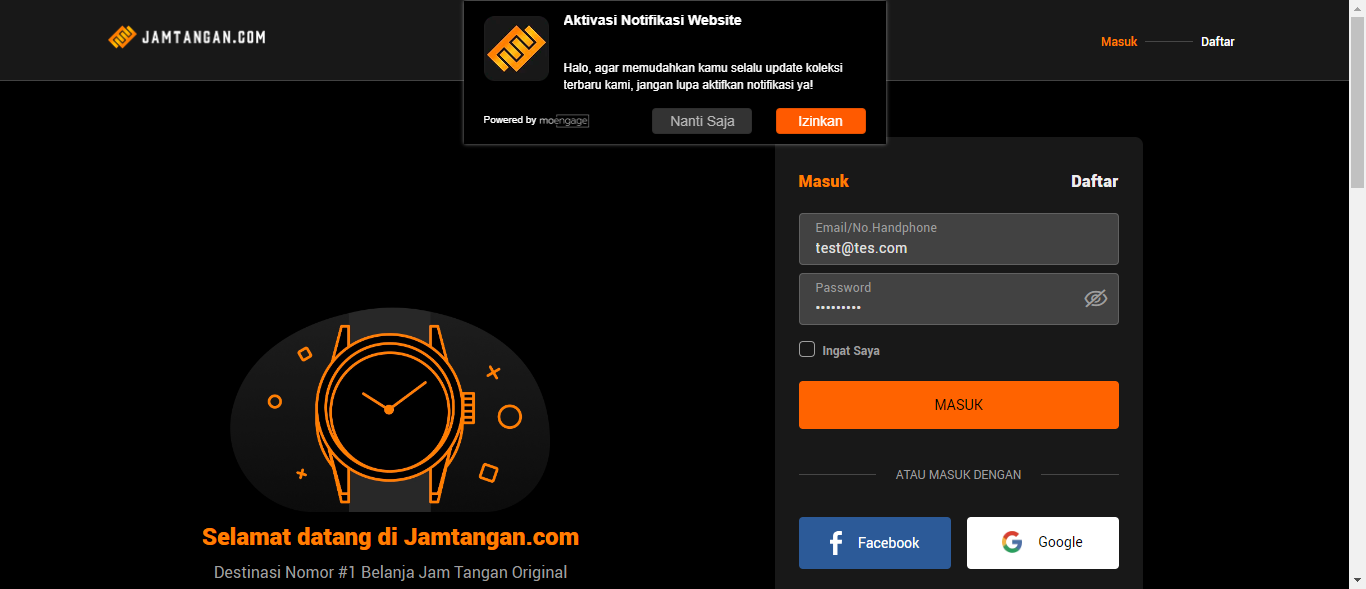 JAMTANGAN.COM
Aktivasi Notifikasi Website
Halo, agar memudahkan kamu selalu update koleksi
terbaru kami, jangan lupa aktifkan notifikasi ya!
Powered by moengage
Nanti Saja
Izinkan
Masuk
Daftar
Masuk
Daftar
Email/No.Handphone
test@tes.com
Password
•••••••••
Ingat Saya
MASUK
ATAU MASUK DENGAN
Facebook
Google
Selamat datang di Jamtangan.com
Destinasi Nomor #1 Belanja Jam Tangan Original